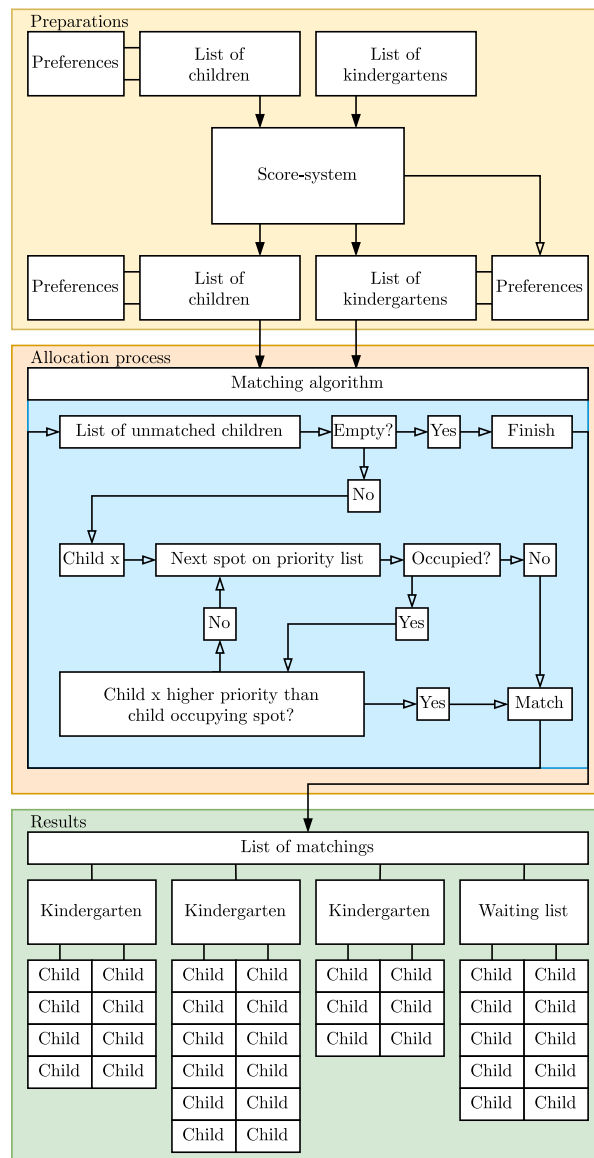 Preparations
Preferences
List of
children
List of
kindergartens
Score-system
Preferences
List of
children
List of
kindergartens
Preferences
Allocation process
Matching algorithm
List of unmatched children
Empty?
Yes
Finish
No
Child x
Next spot on priority list
Occupied?
No
No
Yes
Child x higher priority than
child occupying spot?
Yes
Match
Results
List of matchings
Kindergarten
Kindergarten
Kindergarten
Waiting list
Child Child Child Child Child Child Child Child
Child Child Child Child Child Child Child Child
Child Child Child Child Child Child Child Child
Child Child Child Child Child Child
Child Child Child Child
Child Child